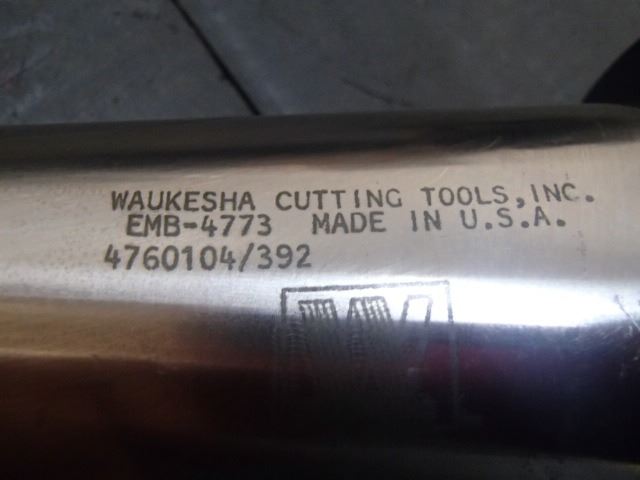 WAUKESHA CUTTING TOOLS, INC.
EMB-4773 MADE IN U.S.A.
4760104/392
W